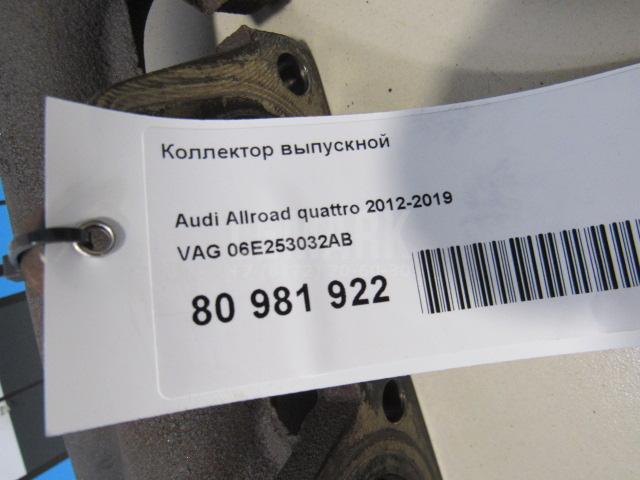 Коллектор выпускной
Audi Allroad quattro 2012-2019
VAG 06E253032AB
80 981 922